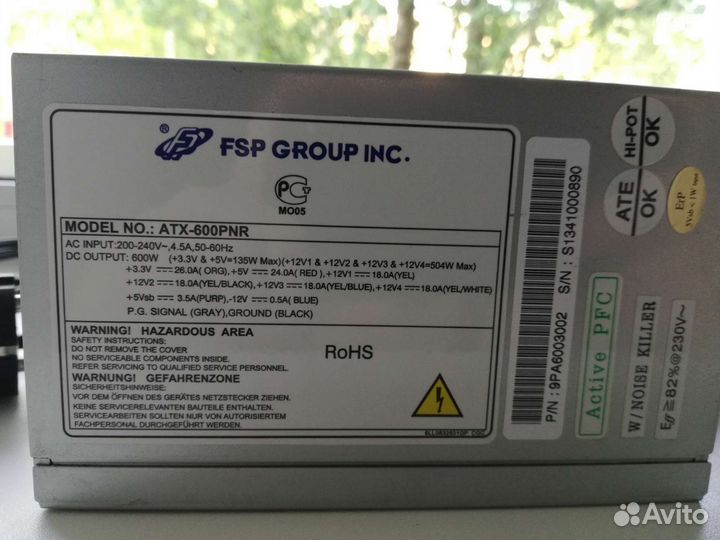 FSP GROUP INC.
MO05
MODEL NO.: ATX-600PNR
AC INPUT:200-240V~,4.5A,50-60Hz
DC OUTPUT: 600W (+3.3V & +5V=135W Max)(+12V1 & +12V2 & +12V3 & +12V4=504W Max)
+3.3V ⎓ 26.0A( ORG),+5V ⎓ 24.0A( RED ),+12V1 ⎓ 18.0A(YEL)
+12V2 ⎓ 18.0A(YEL/BLACK),+12V3 ⎓ 18.0A(YEL/BLUE),+12V4 ⎓ 18.0A(YEL/WHITE)
+5Vsb ⎓ 3.5A(PURP),-12V ⎓ 0.5A( BLUE)
P.G. SIGNAL (GRAY),GROUND (BLACK)
WARNING! HAZARDOUS AREA
SAFETY INSTRUCTIONS:
DO NOT REMOVE THE COVER
NO SERVICEABLE COMPONENTS INSIDE.
REFER SERVICING TO QUALIFIED SERVICE PERSONNEL.
RoHS
WARNUNG! GEFAHRENZONE
SICHERHEITSHINWEISE:
VOR DEM ÖFFNEN DES GERÄTES NETZSTECKER ZIEHEN.
KEINE SERVICERELEVANTEN BAUTEILE ENTHALTEN.
SERVICEARBEITEN SOLLTEN NUR VON AUTORISIERTEM
FACHPERSONAL DURCHGEFÜHRT WERDEN.
P/N : 9PA6003002 S/N : S1341000890
HI-POT
OK
ATE
OK
ErP
5Vsb < 1W Input
Active PFC
W/ NOISE KILLER
Eff≧82%@230V~
Avito